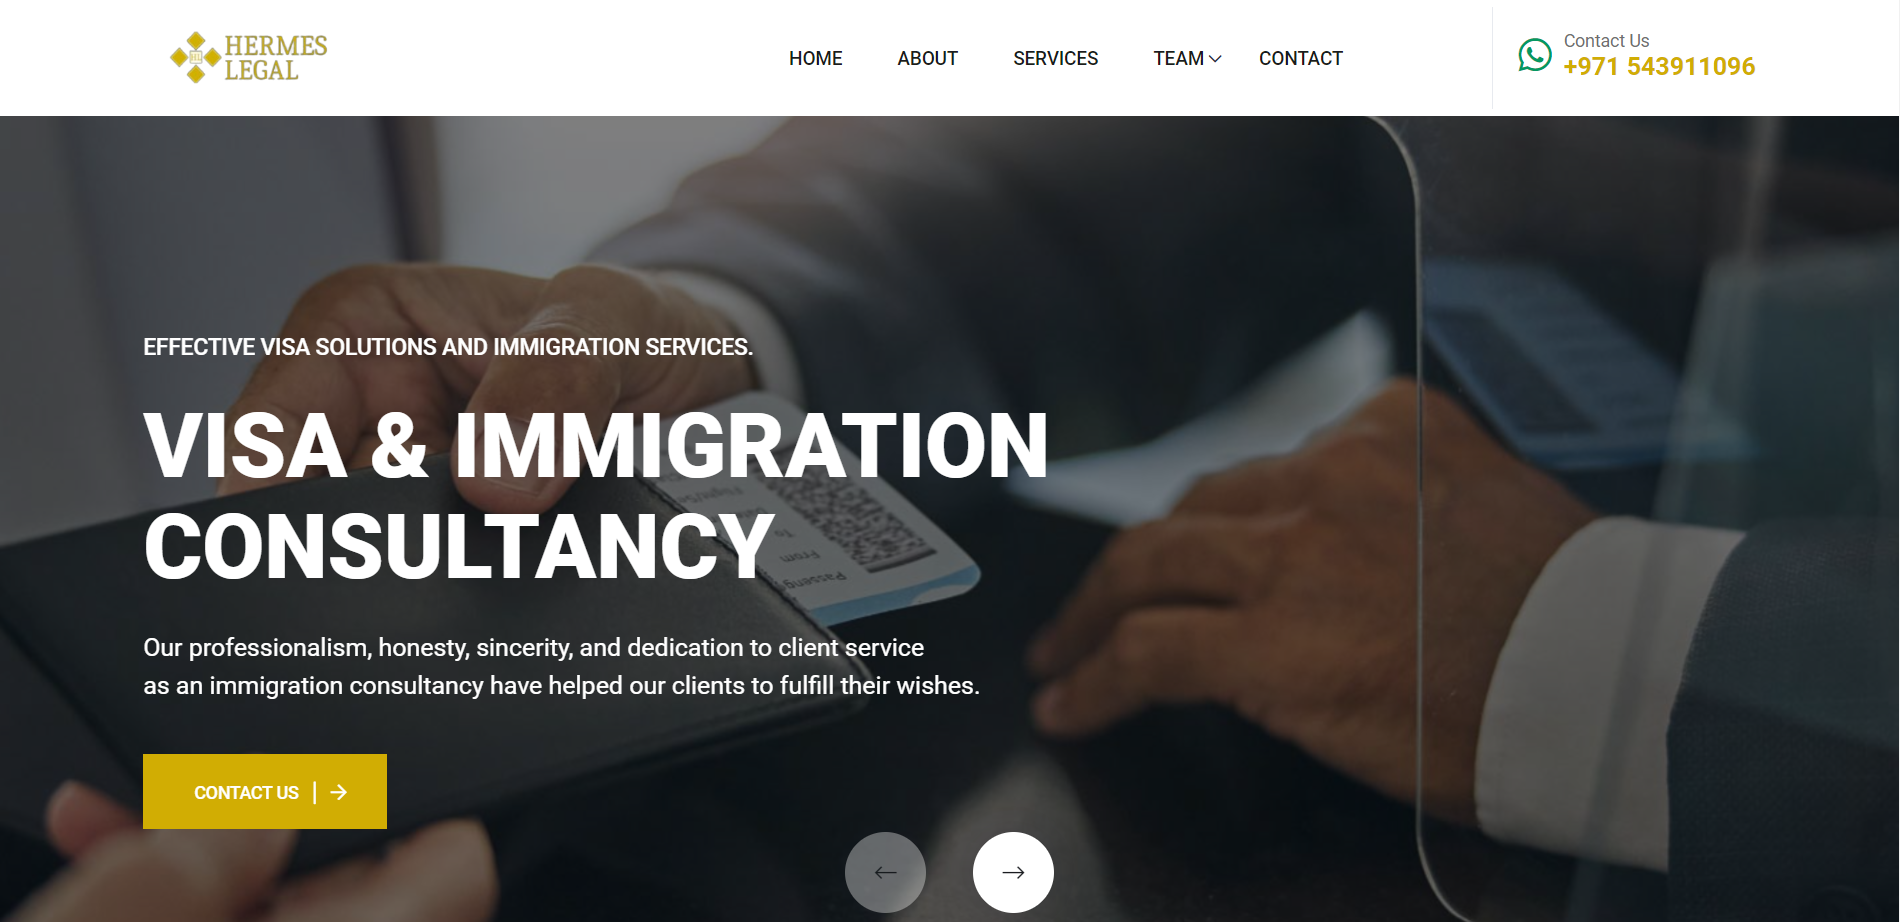 HERMES
LEGAL
HOME
ABOUT
SERVICES
TEAM
CONTACT
Contact Us
+971 543911096
EFFECTIVE VISA SOLUTIONS AND IMMIGRATION SERVICES.
VISA & IMMIGRATION
CONSULTANCY
Our professionalism, honesty, sincerity, and dedication to client service
as an immigration consultancy have helped our clients to fulfill their wishes.
To
From
CONTACT US